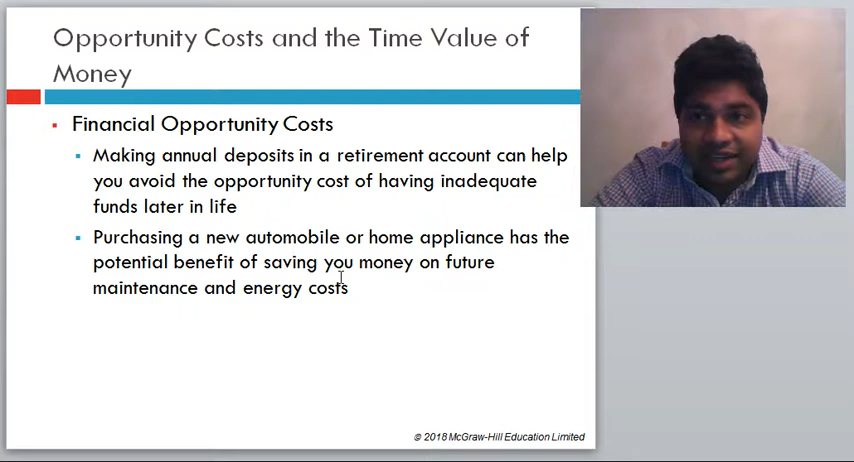 Opportunity Costs and the Time Value of
Money
▪ Financial Opportunity Costs
▪ Making annual deposits in a retirement account can help
you avoid the opportunity cost of having inadequate
funds later in life
▪ Purchasing a new automobile or home appliance has the
potential benefit of saving you money on future
maintenance and energy costs
© 2018 McGraw-Hill Education Limited